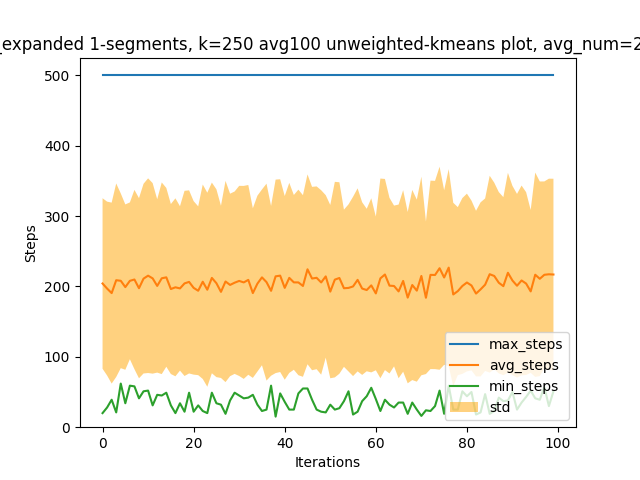 _expanded 1-segments, k=250 avg100 unweighted-kmeans plot, avg_num=2
500
400
300
200
100
0
Steps
0 20 40 60 80 100
Iterations
max_steps
avg_steps
min_steps
std